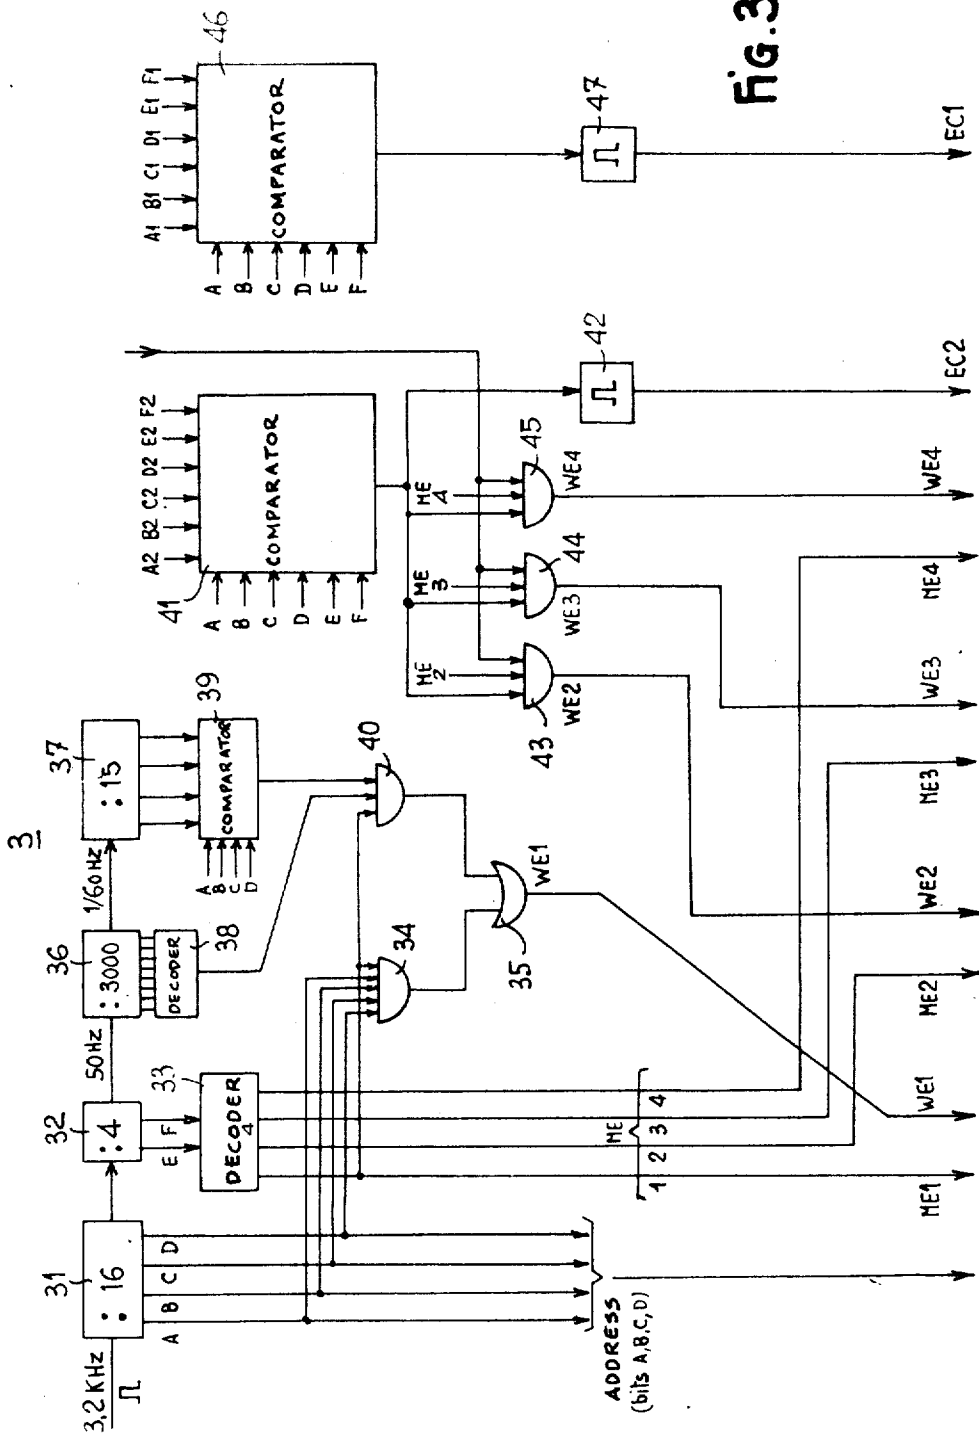 3
3,2 KHz
31
: 16
A
B
C
D
32
: 4
E
F
33
DECODER
4
50Hz
36
: 3000
DECODER
38
1/60Hz
37
: 15
39
COMPARATOR
A
B
C
D
34
40
35
WE1
ME
1
2
3
4
ADDRESS
(bits A,B,C,D)
A2 B2 C2 D2 E2 F2
41
COMPARATOR
A
B
C
D
E
F
ME
2
ME
3
ME
4
43
44
45
WE2
WE3
WE4
42
A1 B1 C1 D1 E1 F1
46
COMPARATOR
A
B
C
D
E
F
47
ME1
WE1
ME2
WE2
ME3
WE3
ME4
WE4
EC2
EC1
FIG.3